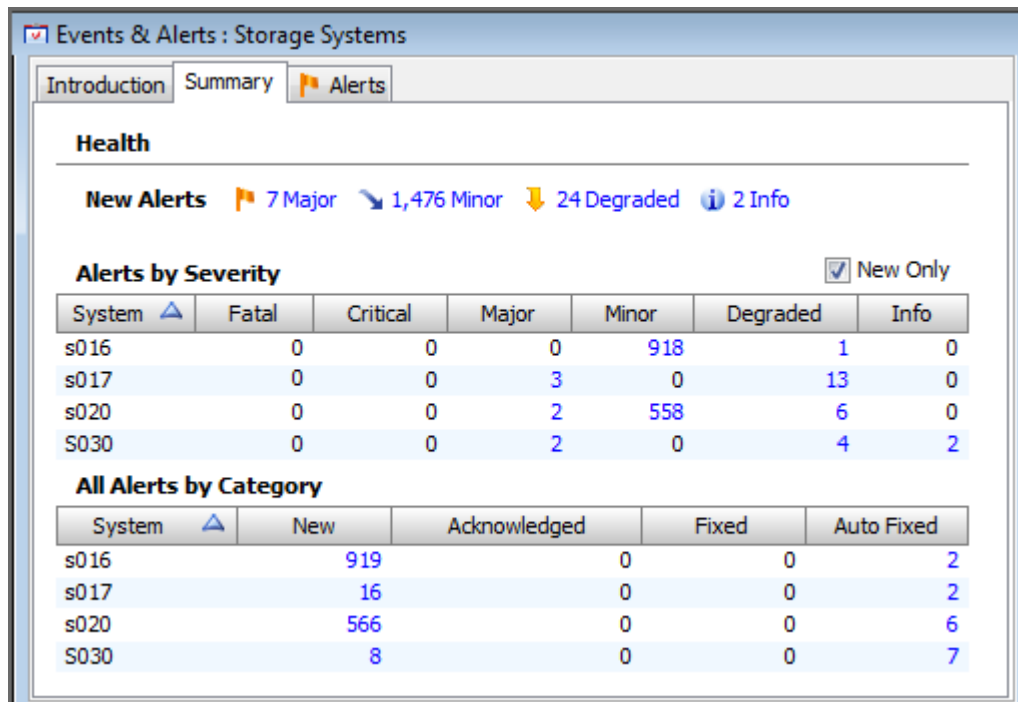 Events & Alerts : Storage Systems
Introduction Summary Alerts
Health
New Alerts 7 Major 1,476 Minor 24 Degraded 2 Info
Alerts by Severity New Only
System Fatal Critical Major Minor Degraded Info
s016 0 0 0 918 1 0
s017 0 0 3 0 13 0
s020 0 0 2 558 6 0
S030 0 0 2 0 4 2
All Alerts by Category
System New Acknowledged Fixed Auto Fixed
s016 919 0 0 2
s017 16 0 0 2
s020 566 0 0 6
S030 8 0 0 7